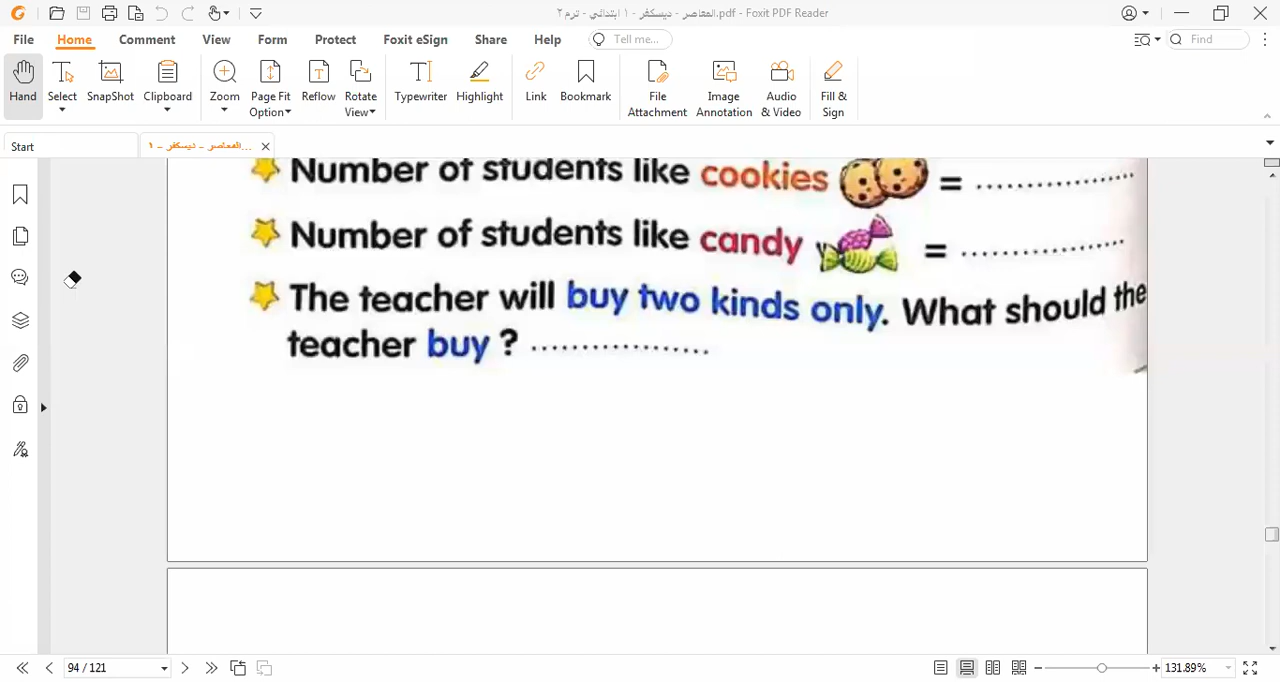 المعاصر - ديسكفر - ١ ابتدائي - ترم ٢.pdf - Foxit PDF Reader
File Home Comment View Form Protect Foxit eSign Share Help Tell me... Find
Hand Select SnapShot Clipboard Zoom Page Fit Option Reflow Rotate View Typewriter Highlight Link Bookmark File Attachment Image Annotation Audio & Video Fill & Sign
Start المعاصر - ديسكفر - ١...
Number of students like cookies = ....................
Number of students like candy = ....................
The teacher will buy two kinds only. What should the
teacher buy ? ....................
94 / 121 131.89%